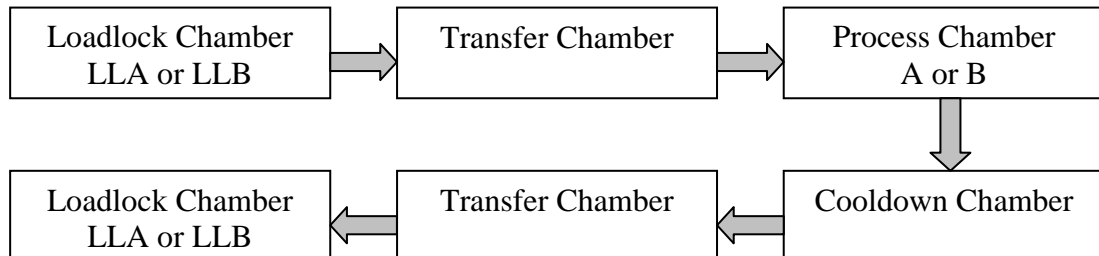 Loadlock Chamber
LLA or LLB
Transfer Chamber
Process Chamber
A or B
Loadlock Chamber
LLA or LLB
Transfer Chamber
Cooldown Chamber